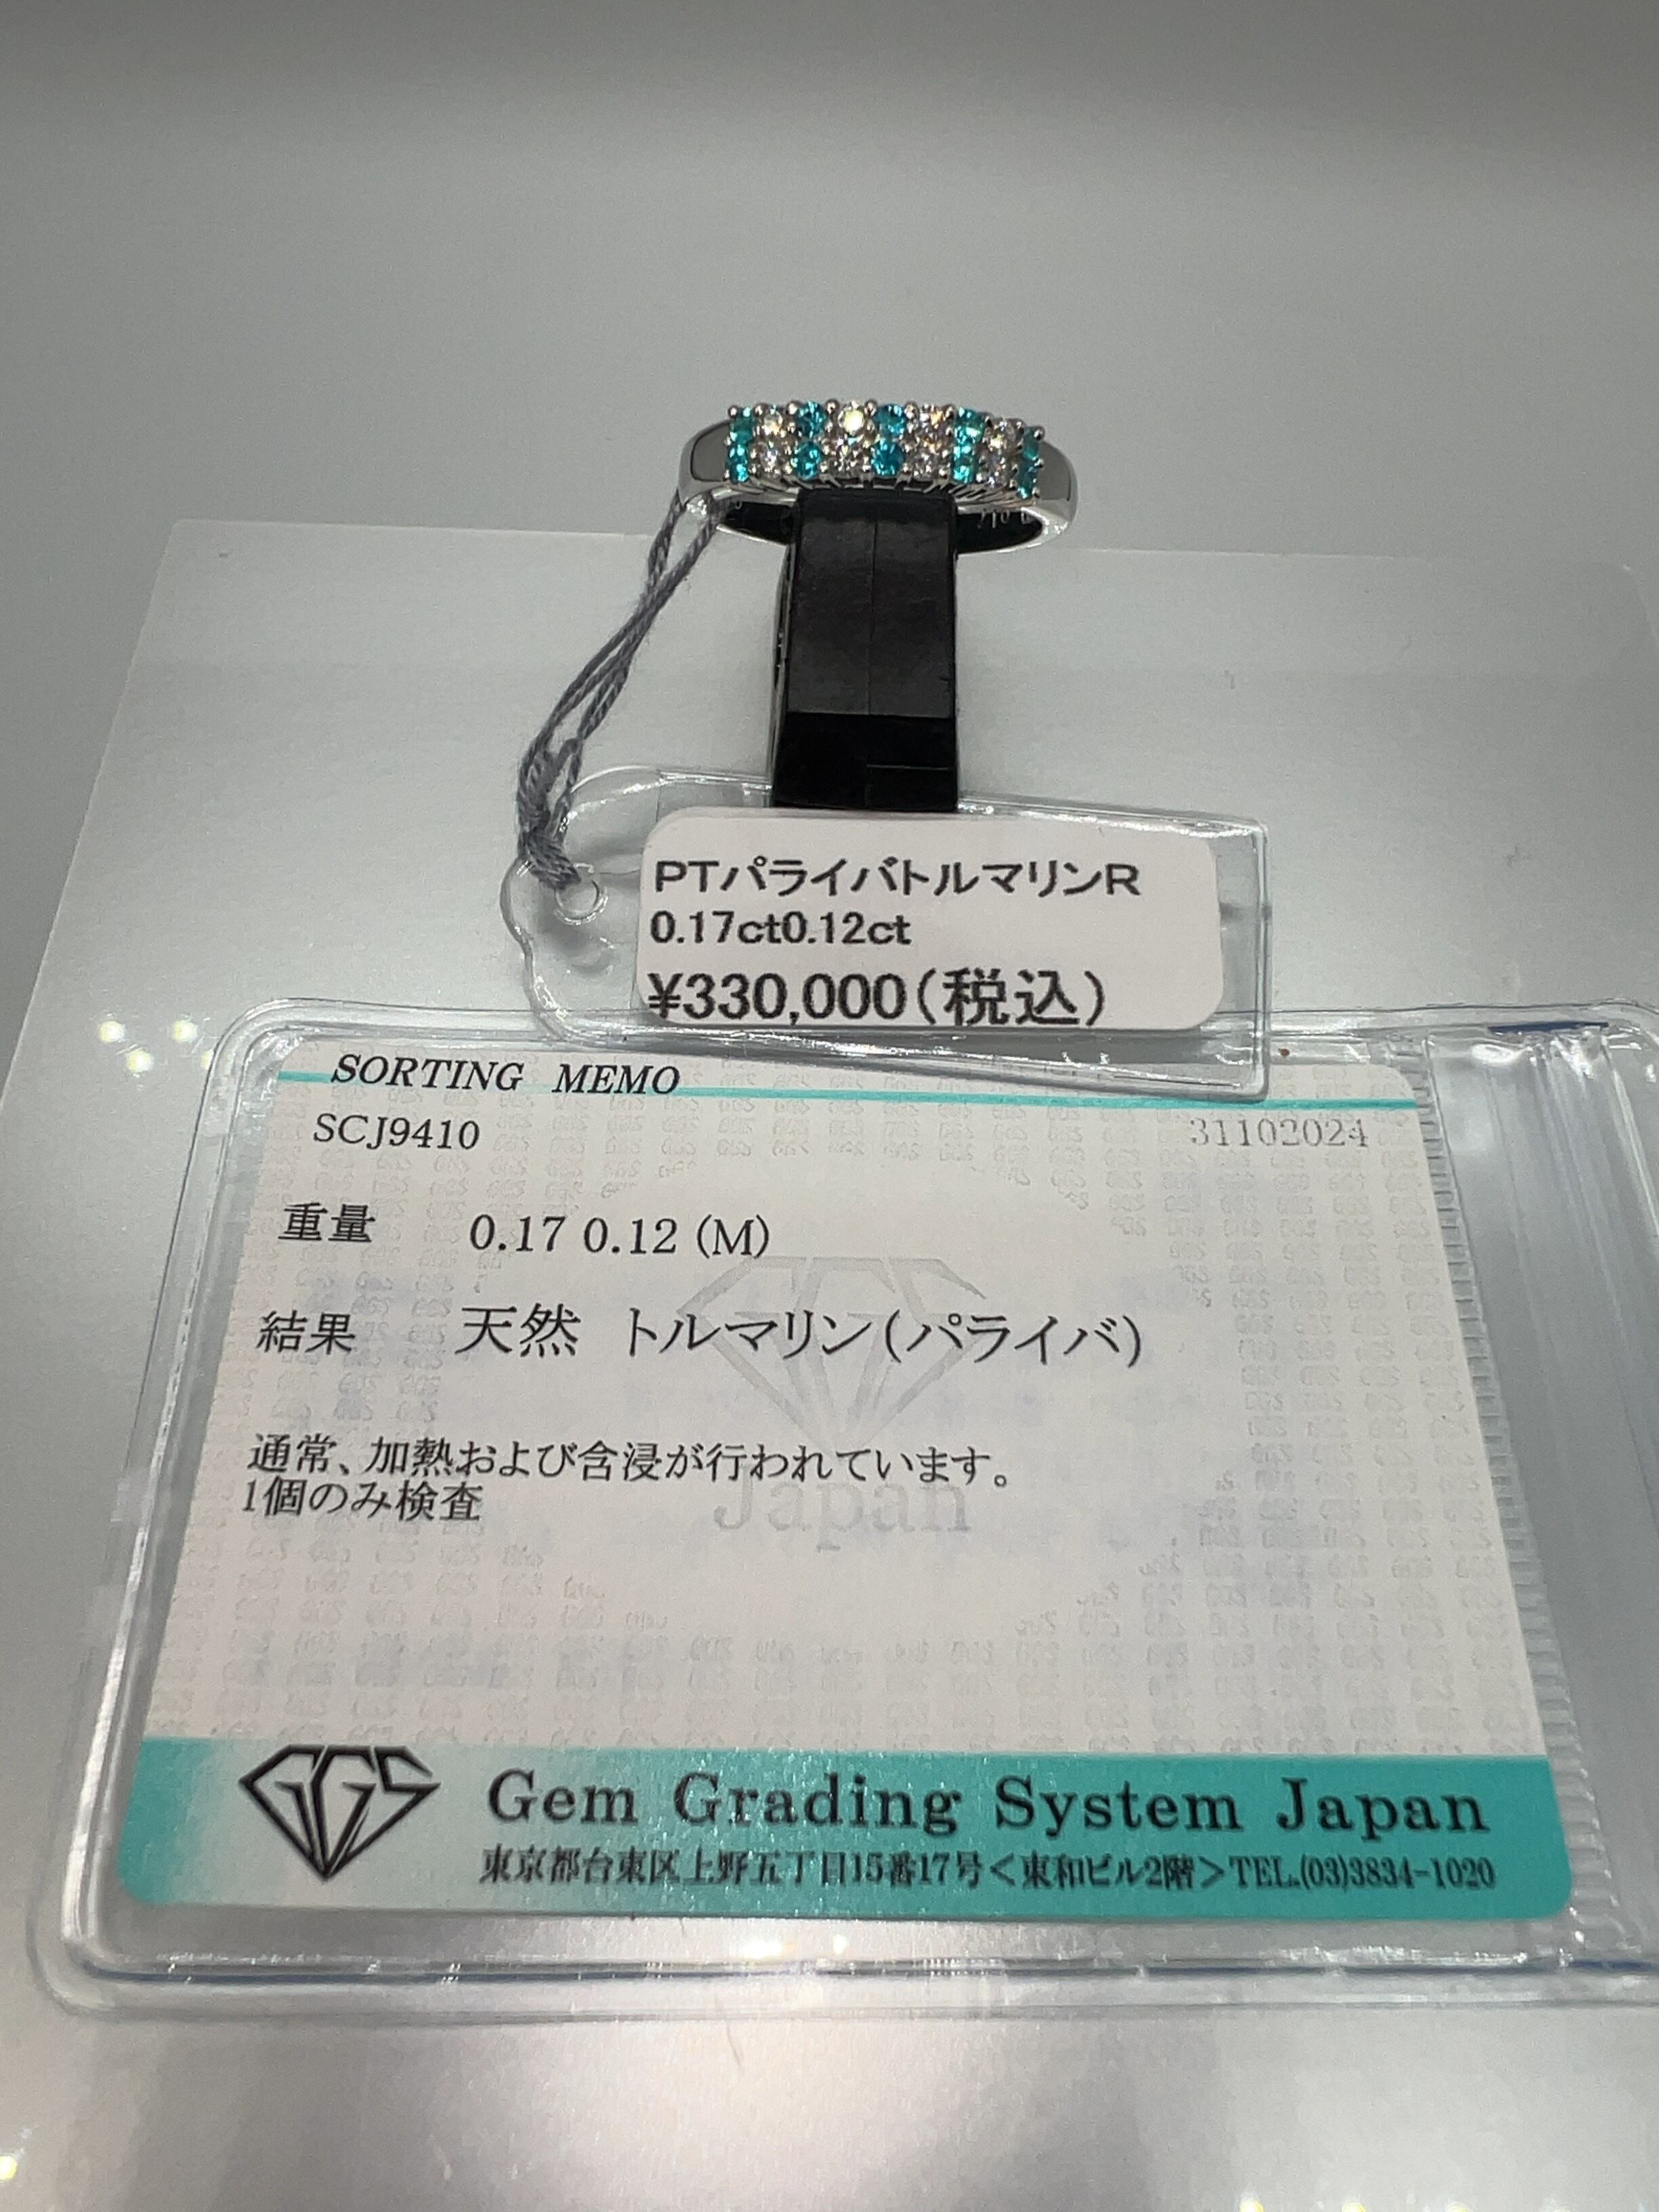 PTパライバトルマリンR
0.17ct0.12ct
¥330,000(税込)
SORTING MEMO
SCJ9410 31102024
重量 0.17 0.12 (M)
結果 天然 トルマリン(パライバ)
通常、加熱および含浸が行われています。
1個のみ検査
GGS
Japan
GGS
Gem Grading System Japan
東京都台東区上野五丁目15番17号<東和ビル2階>TEL.(03)3834-1020